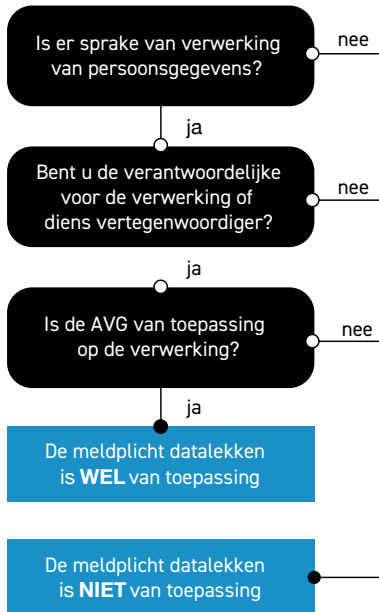 Is er sprake van verwerking
van persoonsgegevens?
nee
ja
Bent u de verantwoordelijke
voor de verwerking of
diens vertegenwoordiger?
nee
ja
Is de AVG van toepassing
op de verwerking?
nee
ja
De meldplicht datalekken
is WEL van toepassing
De meldplicht datalekken
is NIET van toepassing